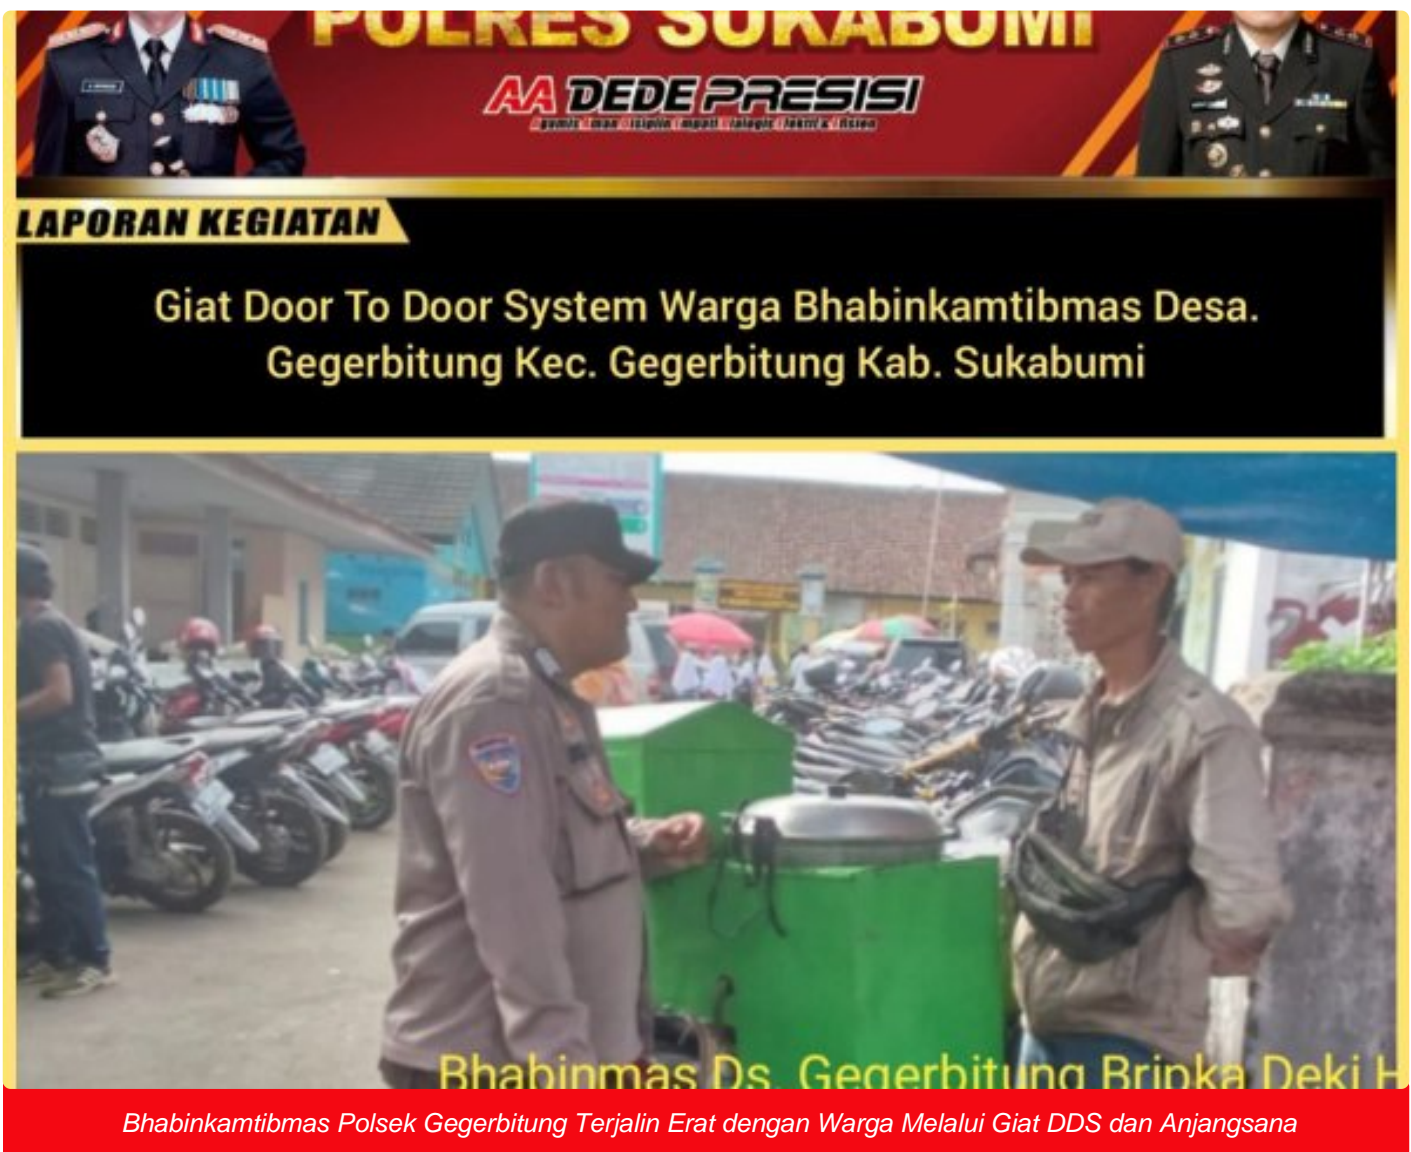 POLRES SUKABUMI
AA DEDE PRESISI
LAPORAN KEGIATAN
Giat Door To Door System Warga Bhabinkamtibmas Desa.
Gegerbitung Kec. Gegerbitung Kab. Sukabumi
Bhabinmas Ds. Gegerbitung Bripka Deki H
Bhabinkamtibmas Polsek Gegerbitung Terjalin Erat dengan Warga Melalui Giat DDS dan Anjangsana